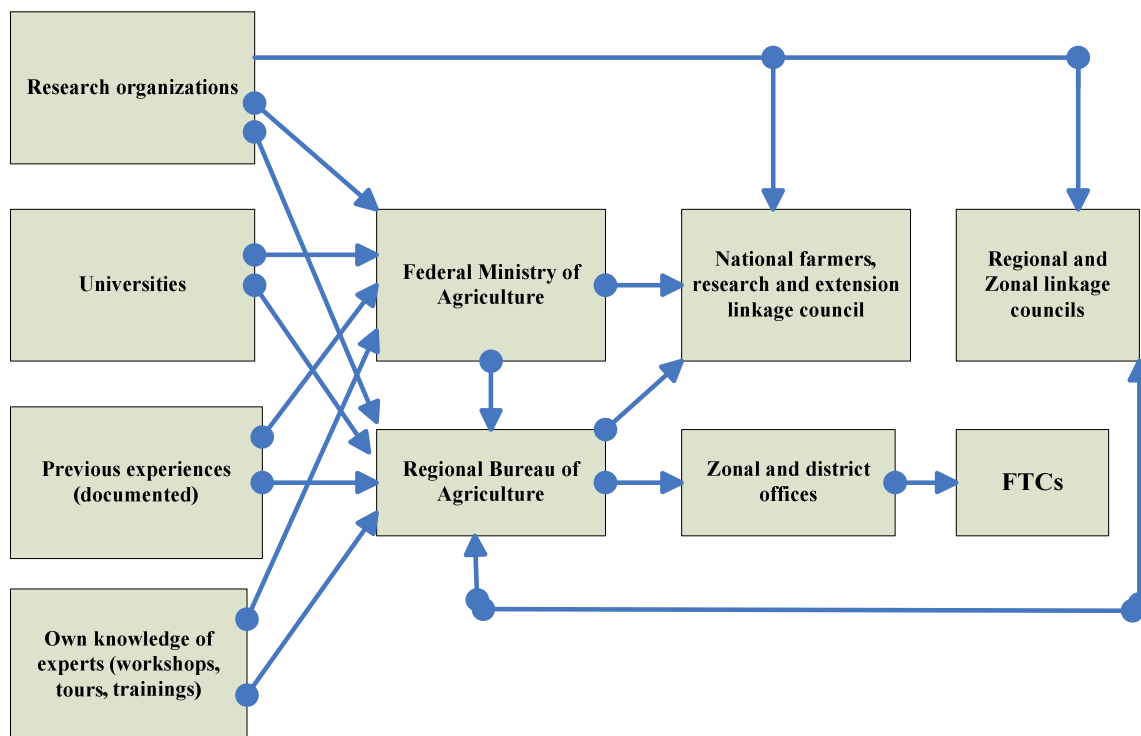 Research organizations
Universities
Federal Ministry of
Agriculture
National farmers,
research and extension
linkage council
Regional and
Zonal linkage
councils
Previous experiences
(documented)
Regional Bureau of
Agriculture
Zonal and district
offices
FTCs
Own knowledge of
experts (workshops,
tours, trainings)